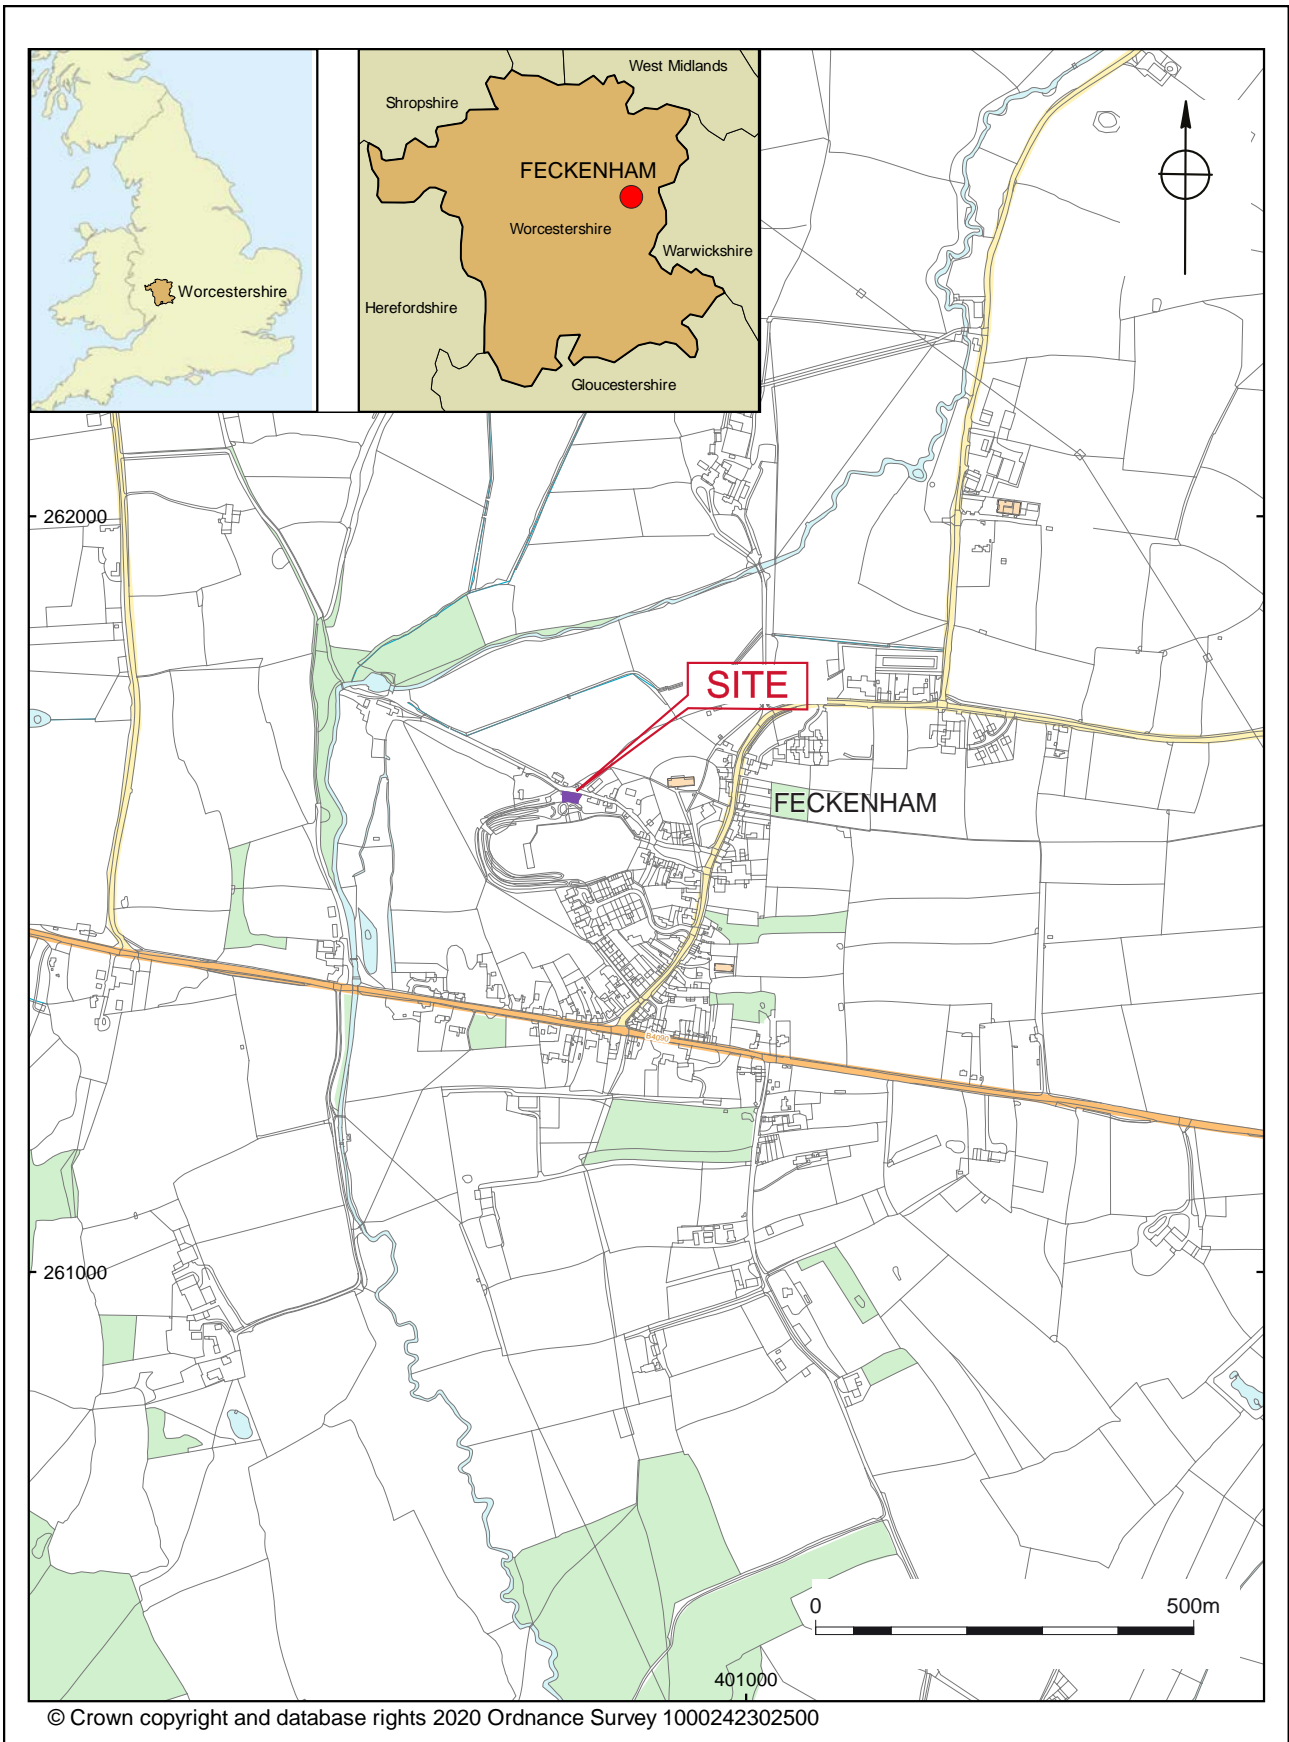 West Midlands
Shropshire
FECKENHAM
Worcestershire
Warwickshire
Worcestershire
Herefordshire
Gloucestershire
262000
SITE
FECKENHAM
B4090
261000
0
500m
401000
© Crown copyright and database rights 2020 Ordnance Survey 1000242302500